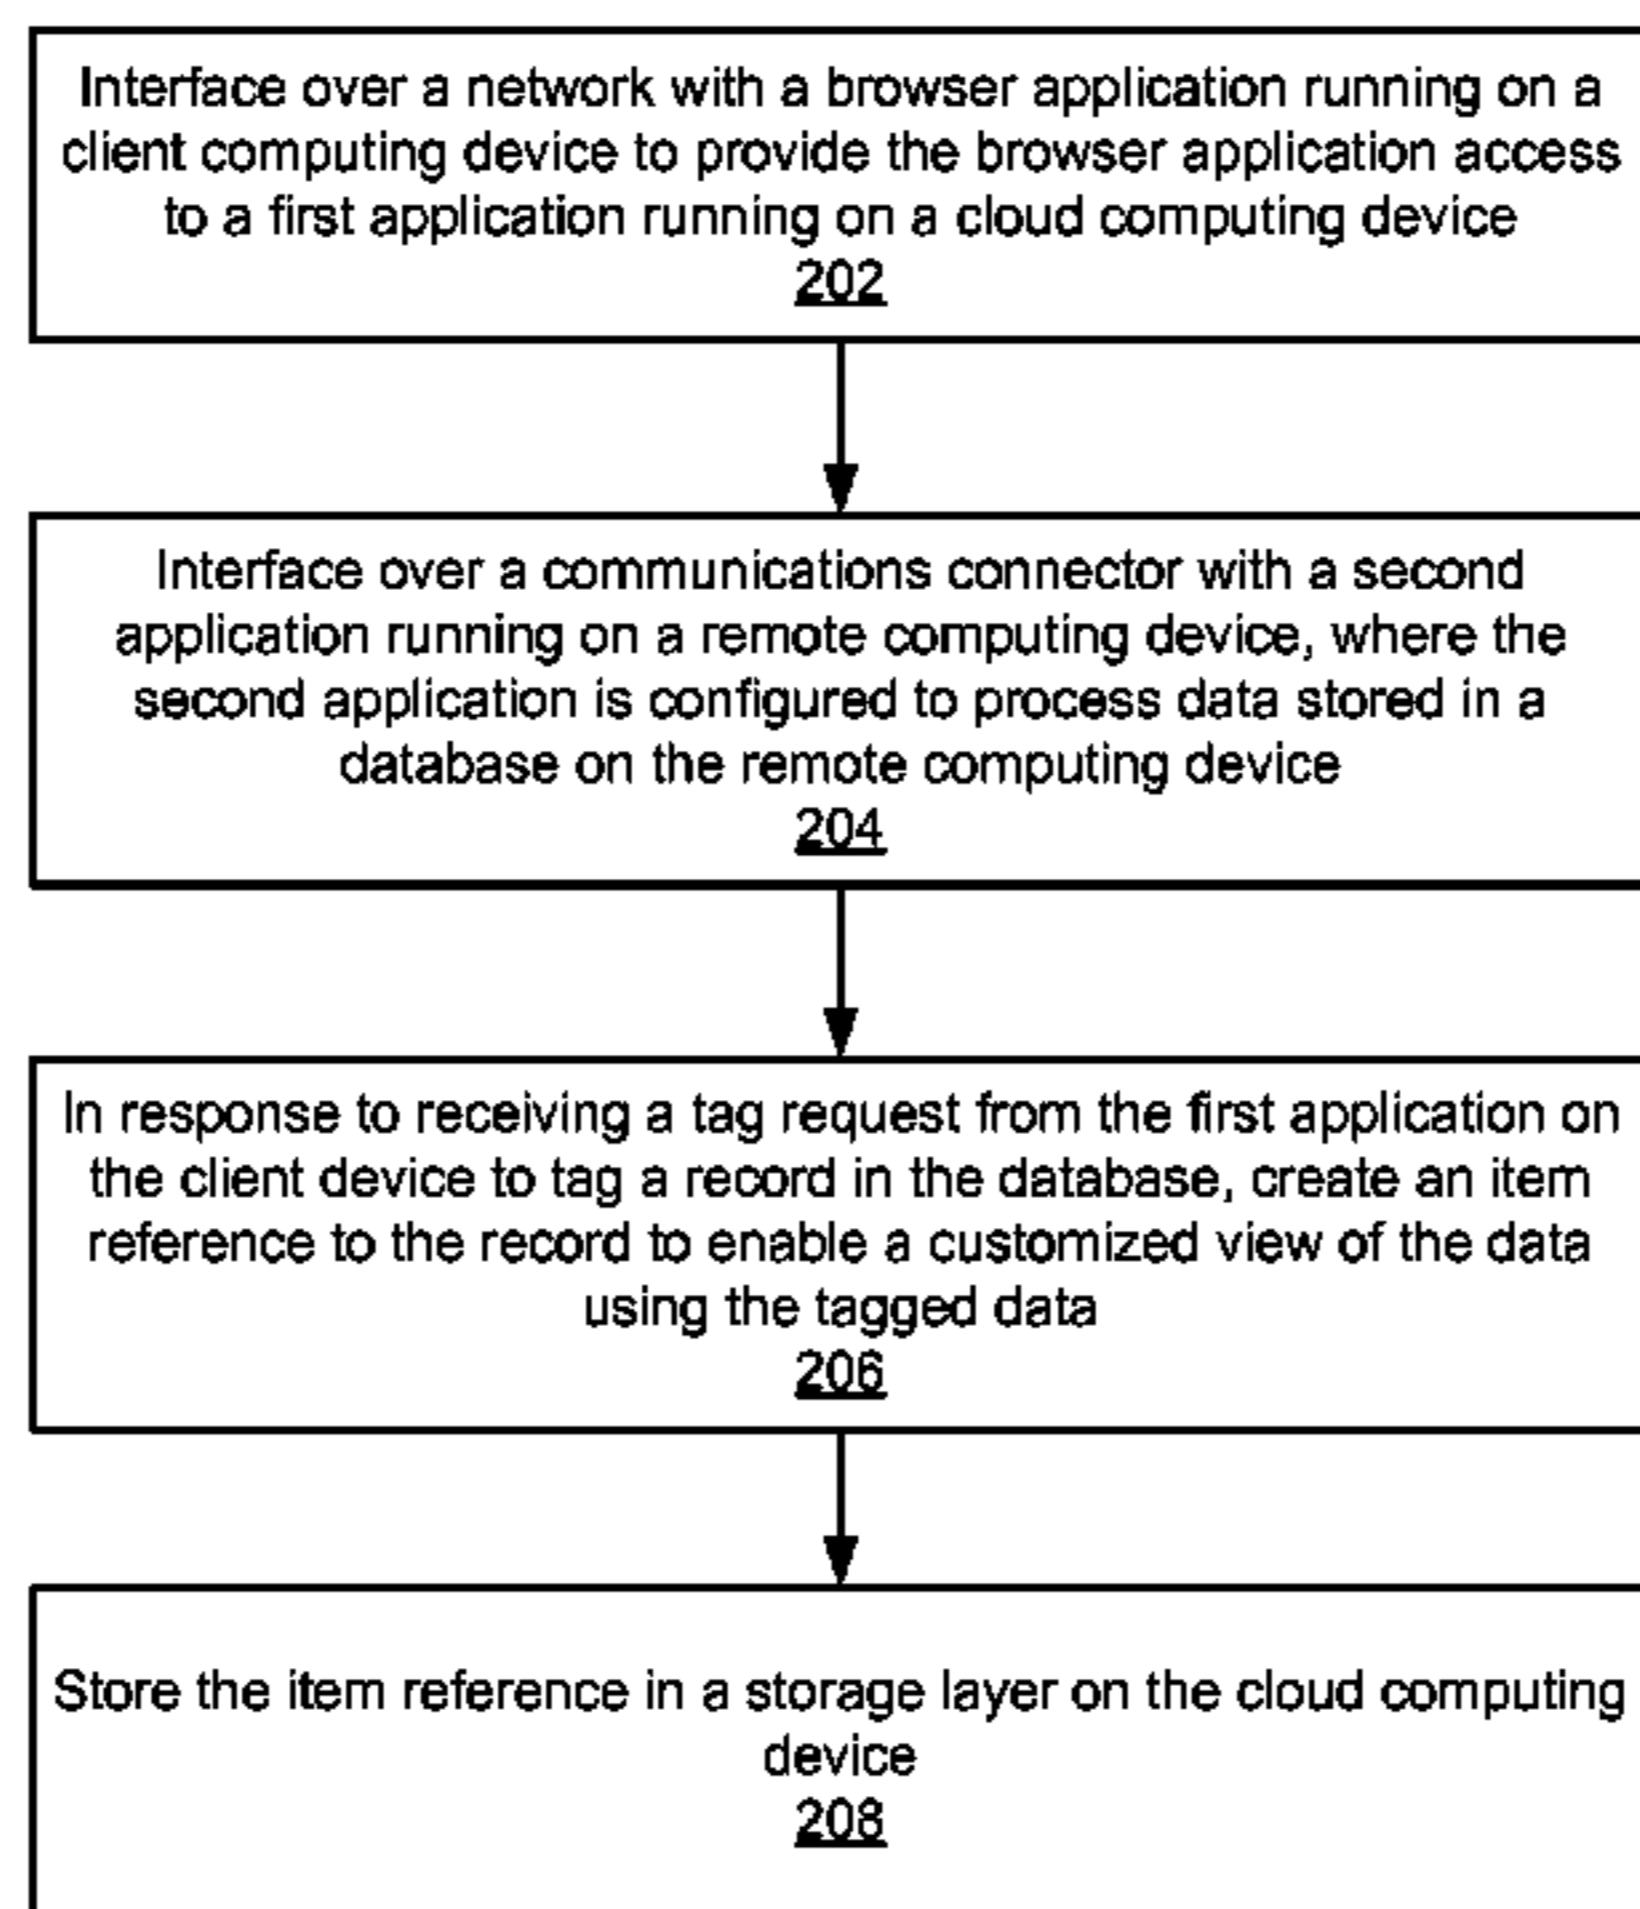 Interface over a network with a browser application running on a
client computing device to provide the browser application access
to a first application running on a cloud computing device
202
Interface over a communications connector with a second
application running on a remote computing device, where the
second application is configured to process data stored in a
database on the remote computing device
204
In response to receiving a tag request from the first application on
the client device to tag a record in the database, create an item
reference to the record to enable a customized view of the data
using the tagged data
206
Store the item reference in a storage layer on the cloud computing
device
208